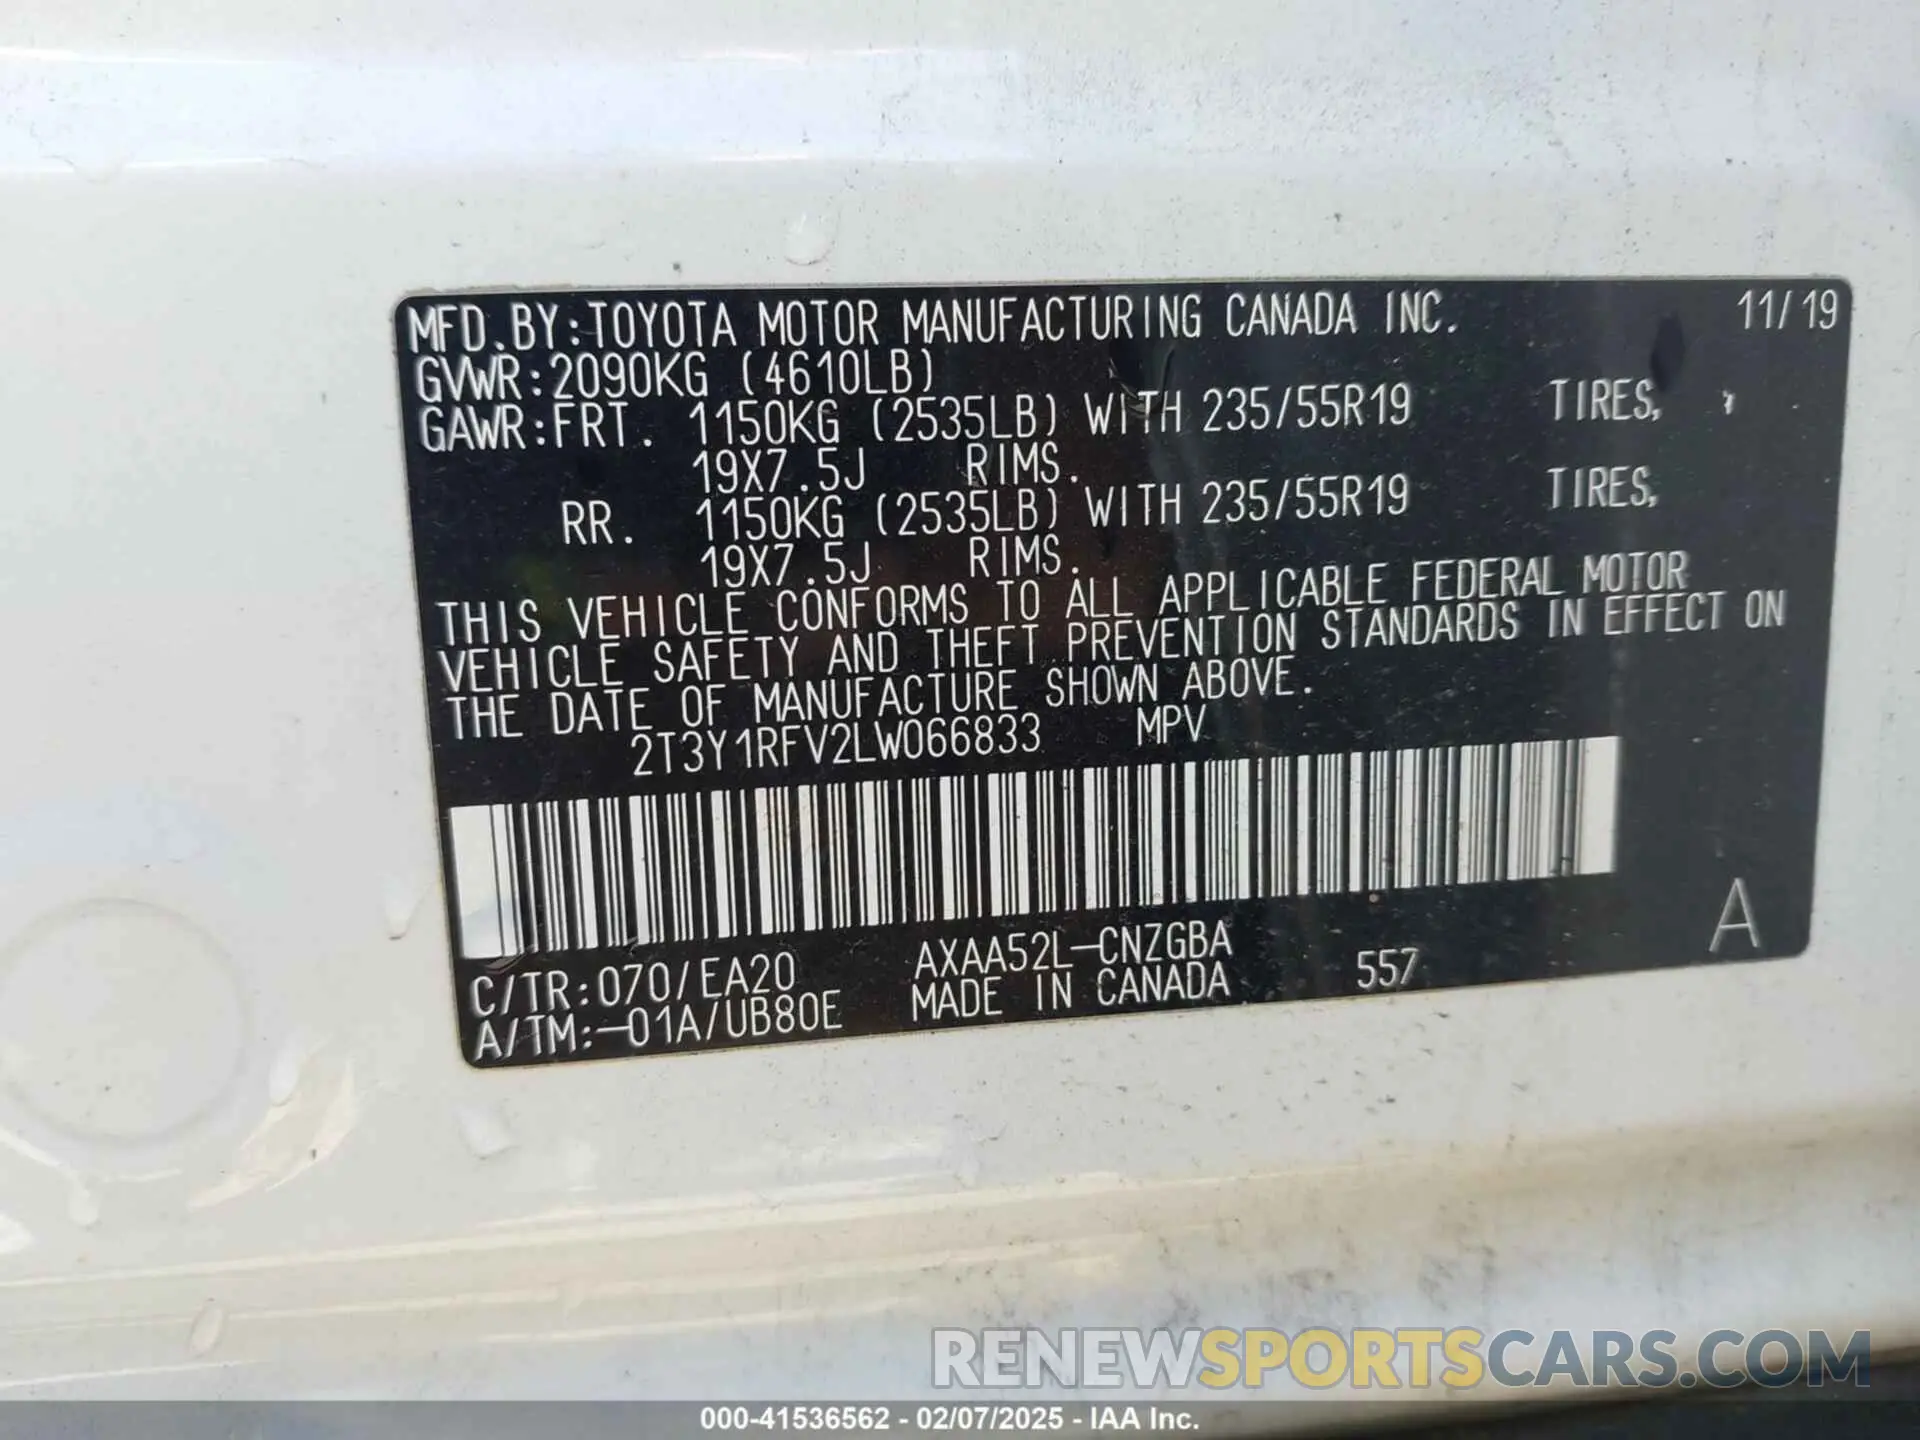 MFD.BY:TOYOTA MOTOR MANUFACTURING CANADA INC. 11/19
GVWR:2090KG (4610LB)
GAWR:FRT. 1150KG (2535LB) WITH 235/55R19 TIRES,
19X7.5J RIMS.
RR. 1150KG (2535LB) WITH 235/55R19 TIRES,
19X7.5J RIMS.
THIS VEHICLE CONFORMS TO ALL APPLICABLE FEDERAL MOTOR
VEHICLE SAFETY AND THEFT PREVENTION STANDARDS IN EFFECT ON
THE DATE OF MANUFACTURE SHOWN ABOVE.
2T3Y1RFV2LW066833 MPV
C/TR:070/EA20 AXAA52L-CNZGBA 557 A
A/TM:-01A/UB80E MADE IN CANADA
RENEWSPORTSCARS.COM
000-41536562 - 02/07/2025 - IAA Inc.